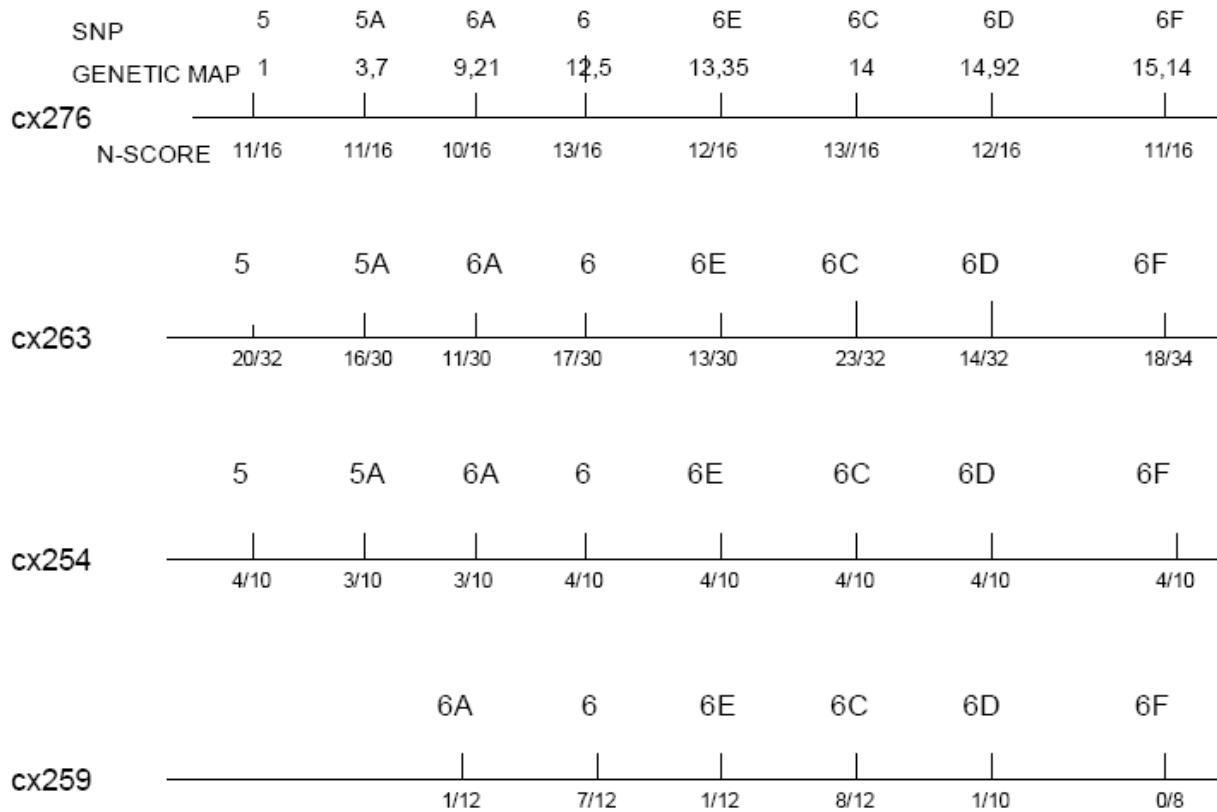 SNP 5 5A 6A 6 6E 6C 6D 6F
GENETIC MAP 1 3,7 9,21 12,5 13,35 14 14,92 15,14
cx276
N-SCORE 11/16 11/16 10/16 13/16 12/16 13//16 12/16 11/16
5 5A 6A 6 6E 6C 6D 6F
cx263
20/32 16/30 11/30 17/30 13/30 23/32 14/32 18/34
5 5A 6A 6 6E 6C 6D 6F
cx254
4/10 3/10 3/10 4/10 4/10 4/10 4/10 4/10
6A 6 6E 6C 6D 6F
cx259
1/12 7/12 1/12 8/12 1/10 0/8